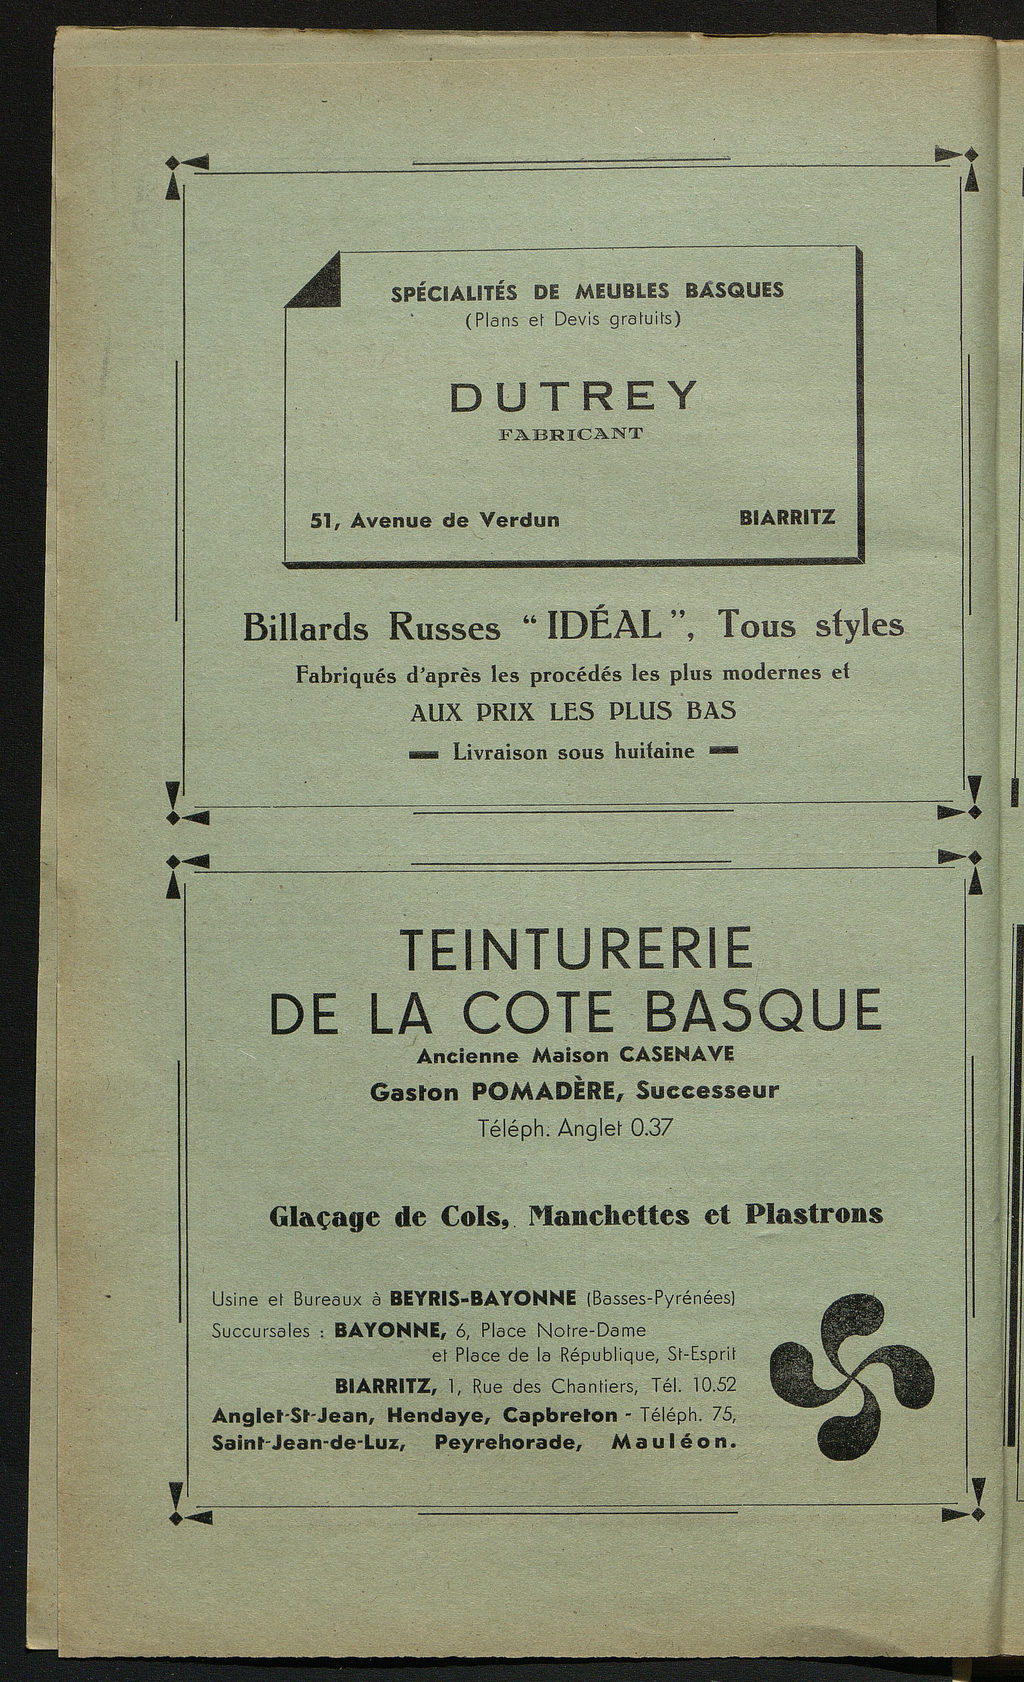 SPÉCIALITÉS DE MEUBLES BASQUES
(Plans et Devis gratuits)
DUTREY
FABRICANT
51, Avenue de Verdun BIARRITZ
Billards Russes “ IDÉAL ”, Tous styles
Fabriqués d'après les procédés les plus modernes et
AUX PRIX LES PLUS BAS
— Livraison sous huitaine —
TEINTURERIE
DE LA COTE BASQUE
Ancienne Maison CASENAVE
Gaston POMADÈRE, Successeur
Téléph. Anglet 0.37
Glaçage de Cols, Manchettes et Plastrons
Usine et Bureaux à BEYRIS-BAYONNE (Basses-Pyrénées)
Succursales : BAYONNE, 6, Place Notre-Dame
et Place de la République, St-Esprit
BIARRITZ, 1, Rue des Chantiers, Tél. 10.52
Anglet-St-Jean, Hendaye, Capbreton - Téléph. 75,
Saint-Jean-de-Luz, Peyrehorade, Mauléon.